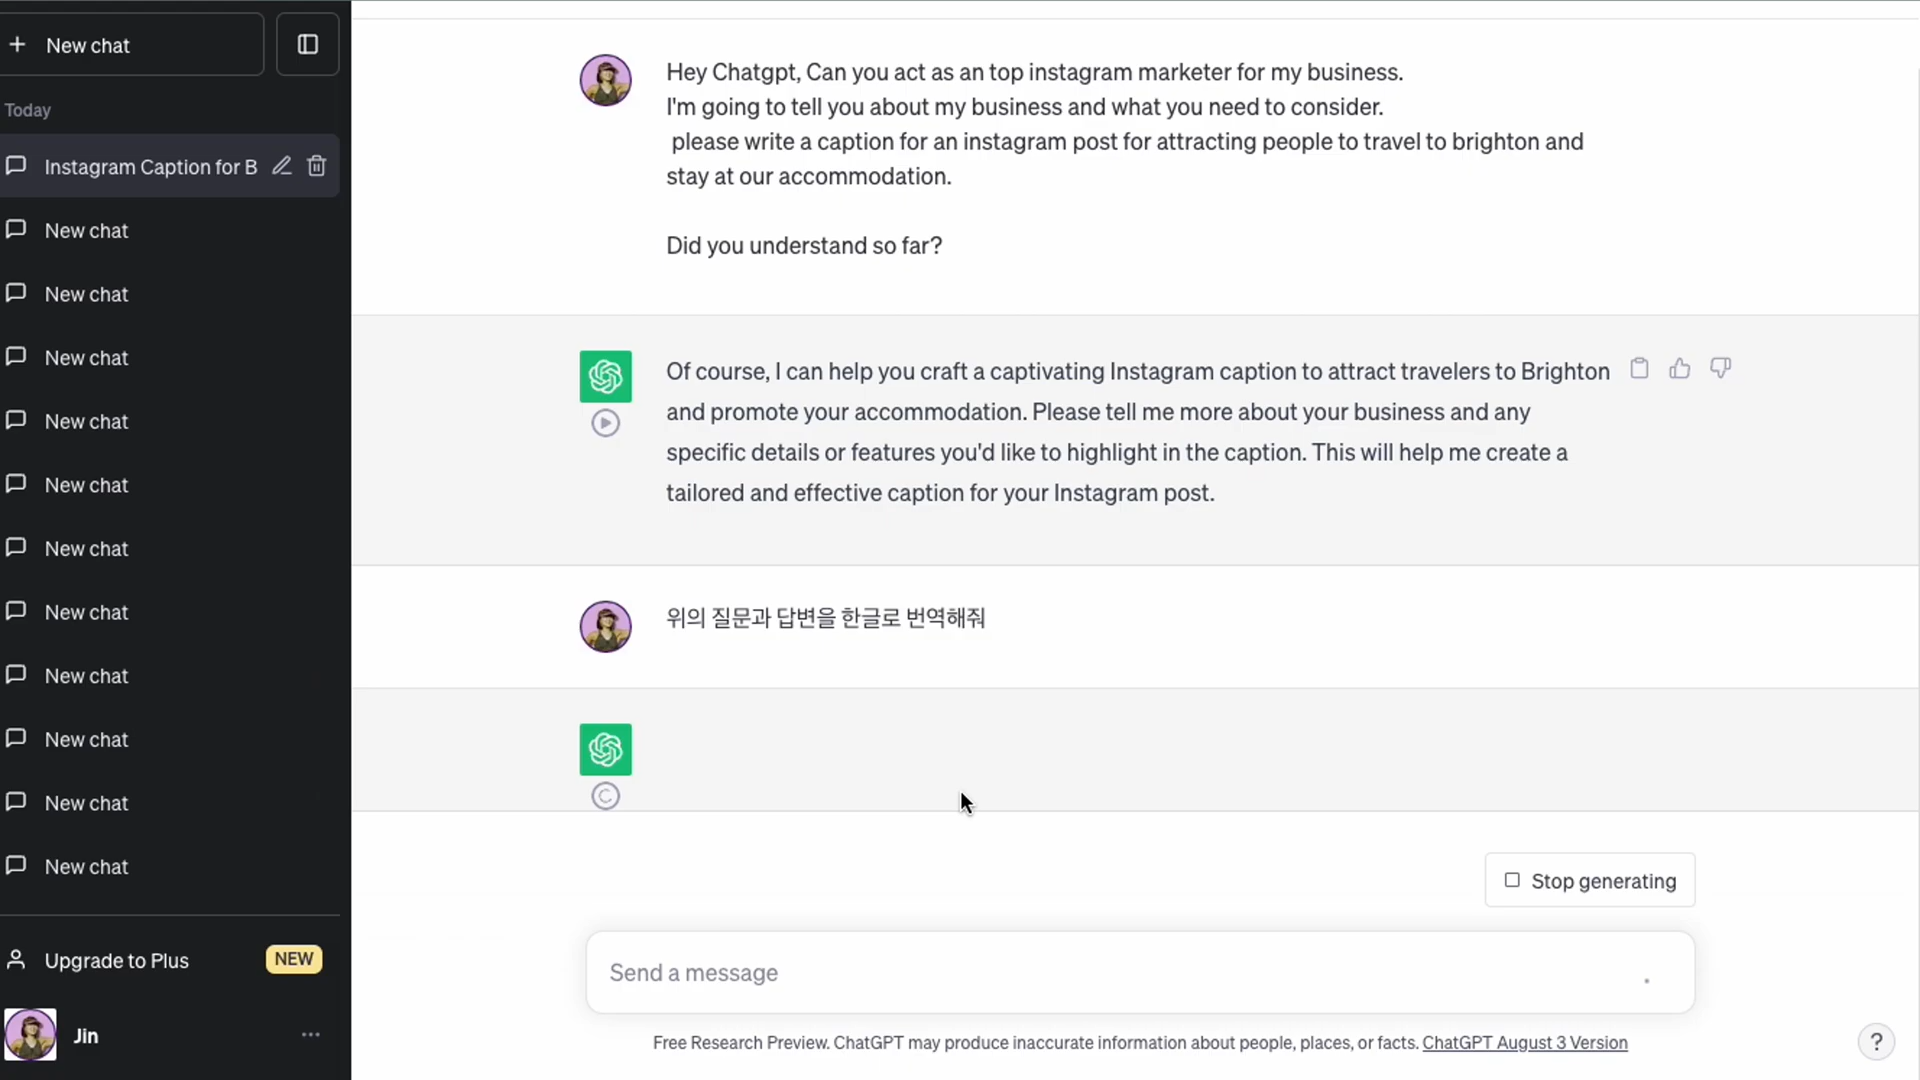 New chat
Today
Instagram Caption for B
New chat
New chat
New chat
New chat
New chat
New chat
New chat
New chat
New chat
New chat
New chat
Upgrade to Plus NEW
Jin
Hey Chatgpt, Can you act as an top instagram marketer for my business.
I'm going to tell you about my business and what you need to consider.
please write a caption for an instagram post for attracting people to travel to brighton and
stay at our accommodation.
Did you understand so far?
Of course, I can help you craft a captivating Instagram caption to attract travelers to Brighton
and promote your accommodation. Please tell me more about your business and any
specific details or features you'd like to highlight in the caption. This will help me create a
tailored and effective caption for your Instagram post.
위의 질문과 답변을 한글로 번역해줘
Stop generating
Send a message
Free Research Preview. ChatGPT may produce inaccurate information about people, places, or facts. ChatGPT August 3 Version
?